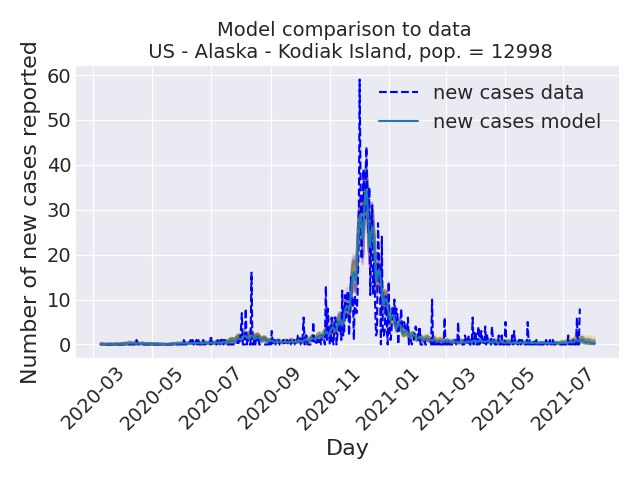 Model comparison to data
US - Alaska - Kodiak Island, pop. = 12998
Number of new cases reported
60
50
40
30
20
10
0
new cases data
new cases model
2020-03
2020-05
2020-07
2020-09
2020-11
2021-01
2021-03
2021-05
2021-07
Day